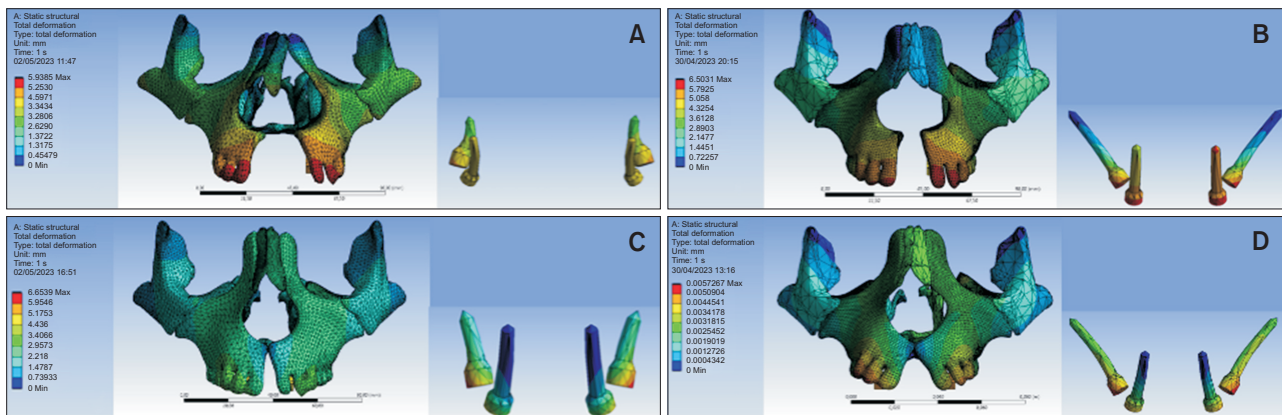 A: Static structural
Total deformation
Type: total deformation
Unit: mm
Time: 1 s
02/05/2023 11:47
5.9385 Max
5.2530
4.5971
3.3434
3.2806
2.6290
1.3722
1.3175
0.45479
0 Min
A
A: Static structural
Total deformation
Type: total deformation
Unit: mm
Time: 1 s
30/04/2023 20:15
6.5031 Max
5.7925
5.058
4.3254
3.6128
2.8903
2.1477
1.4451
0.72257
0 Min
B
A: Static structural
Total deformation
Type: total deformation
Unit: mm
Time: 1 s
02/05/2023 16:51
6.6539 Max
5.9546
5.1753
4.436
3.4066
2.9573
2.218
1.4787
0.73933
0 Min
C
A: Static structural
Total deformation
Type: total deformation
Unit: mm
Time: 1 s
30/04/2023 13:16
0.0057267 Max
0.0050904
0.0044541
0.0034178
0.0031815
0.0025452
0.0019019
0.0012726
0.0004342
0 Min
D